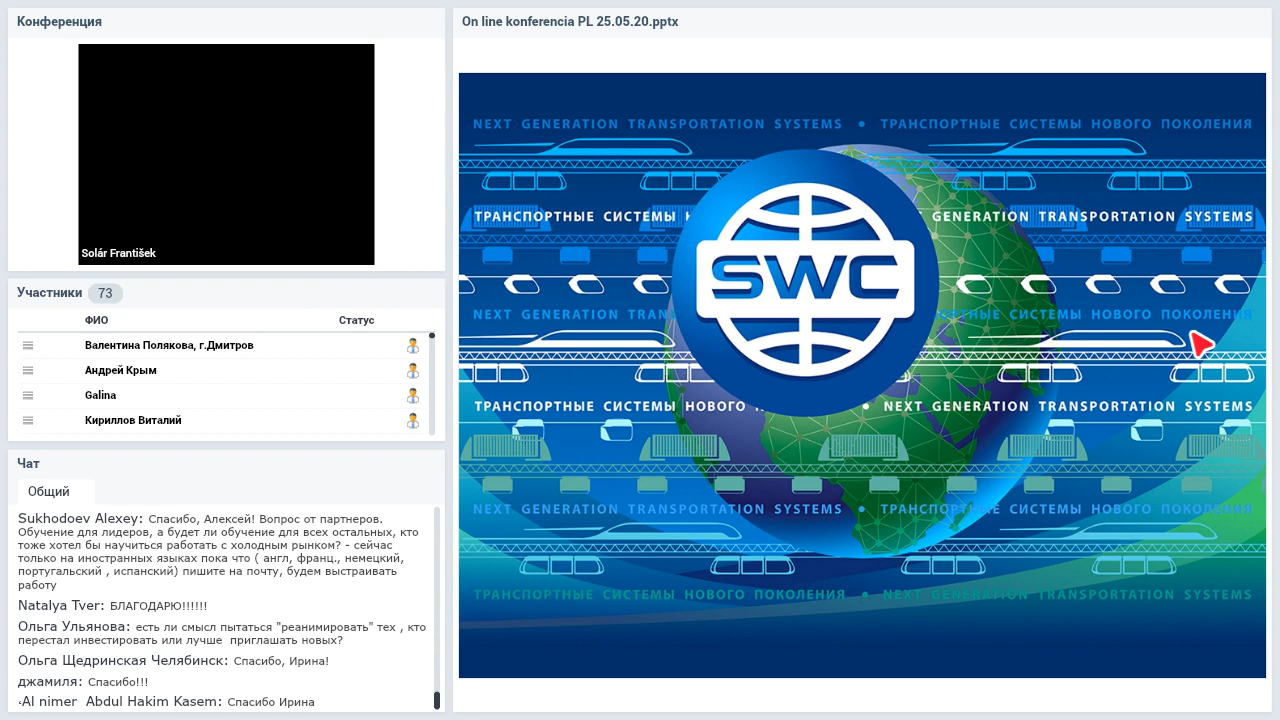 Конференция
Solár František
Участники 73
ФИО Статус
Валентина Полякова, г.Дмитров
Андрей Крым
Galina
Кириллов Виталий
Чат
Общий
Sukhodoev Alexey: Спасибо, Алексей! Вопрос от партнеров.
Обучение для лидеров, а будет ли обучение для всех остальных, кто
тоже хотел бы научиться работать с холодным рынком? - сейчас
только на иностранных языках пока что ( англ, франц., немецкий,
португальский , испанский) пишите на почту, будем выстраивать
работу
Natalya Tver: БЛАГОДАРЮ!!!!!!
Ольга Ульянова: есть ли смысл пытаться "реанимировать" тех , кто
перестал инвестировать или лучше  приглашать новых?
Ольга Щедринская Челябинск: Спасибо, Ирина!
джамиля: Спасибо!!!
Al nimer  Abdul Hakim Kasem: Спасибо Ирина
On line konferencia PL 25.05.20.pptx
NEXT GENERATION TRANSPORTATION SYSTEMS • ТРАНСПОРТНЫЕ СИСТЕМЫ НОВОГО ПОКОЛЕНИЯ
ТРАНСПОРТНЫЕ СИСТЕМЫ GENERATION TRANSPORTATION SYSTEMS
SWC
NEXT GENERATION СИСТЕМЫ НОВОГО ПОКОЛЕНИЯ
ТРАНСПОРТНЫЕ СИСТЕМЫ НОВОГО • NEXT GENERATION TRANSPORTATION SYSTEMS
NEXT GENERATION TRANSPORTATION SYSTEMS • ТРАНСПОРТНЫЕ СИСТЕМЫ НОВОГО ПОКОЛЕНИЯ
ТРАНСПОРТНЫЕ СИСТЕМЫ НОВОГО ПОКОЛЕНИЯ • NEXT GENERATION TRANSPORTATION SYSTEMS